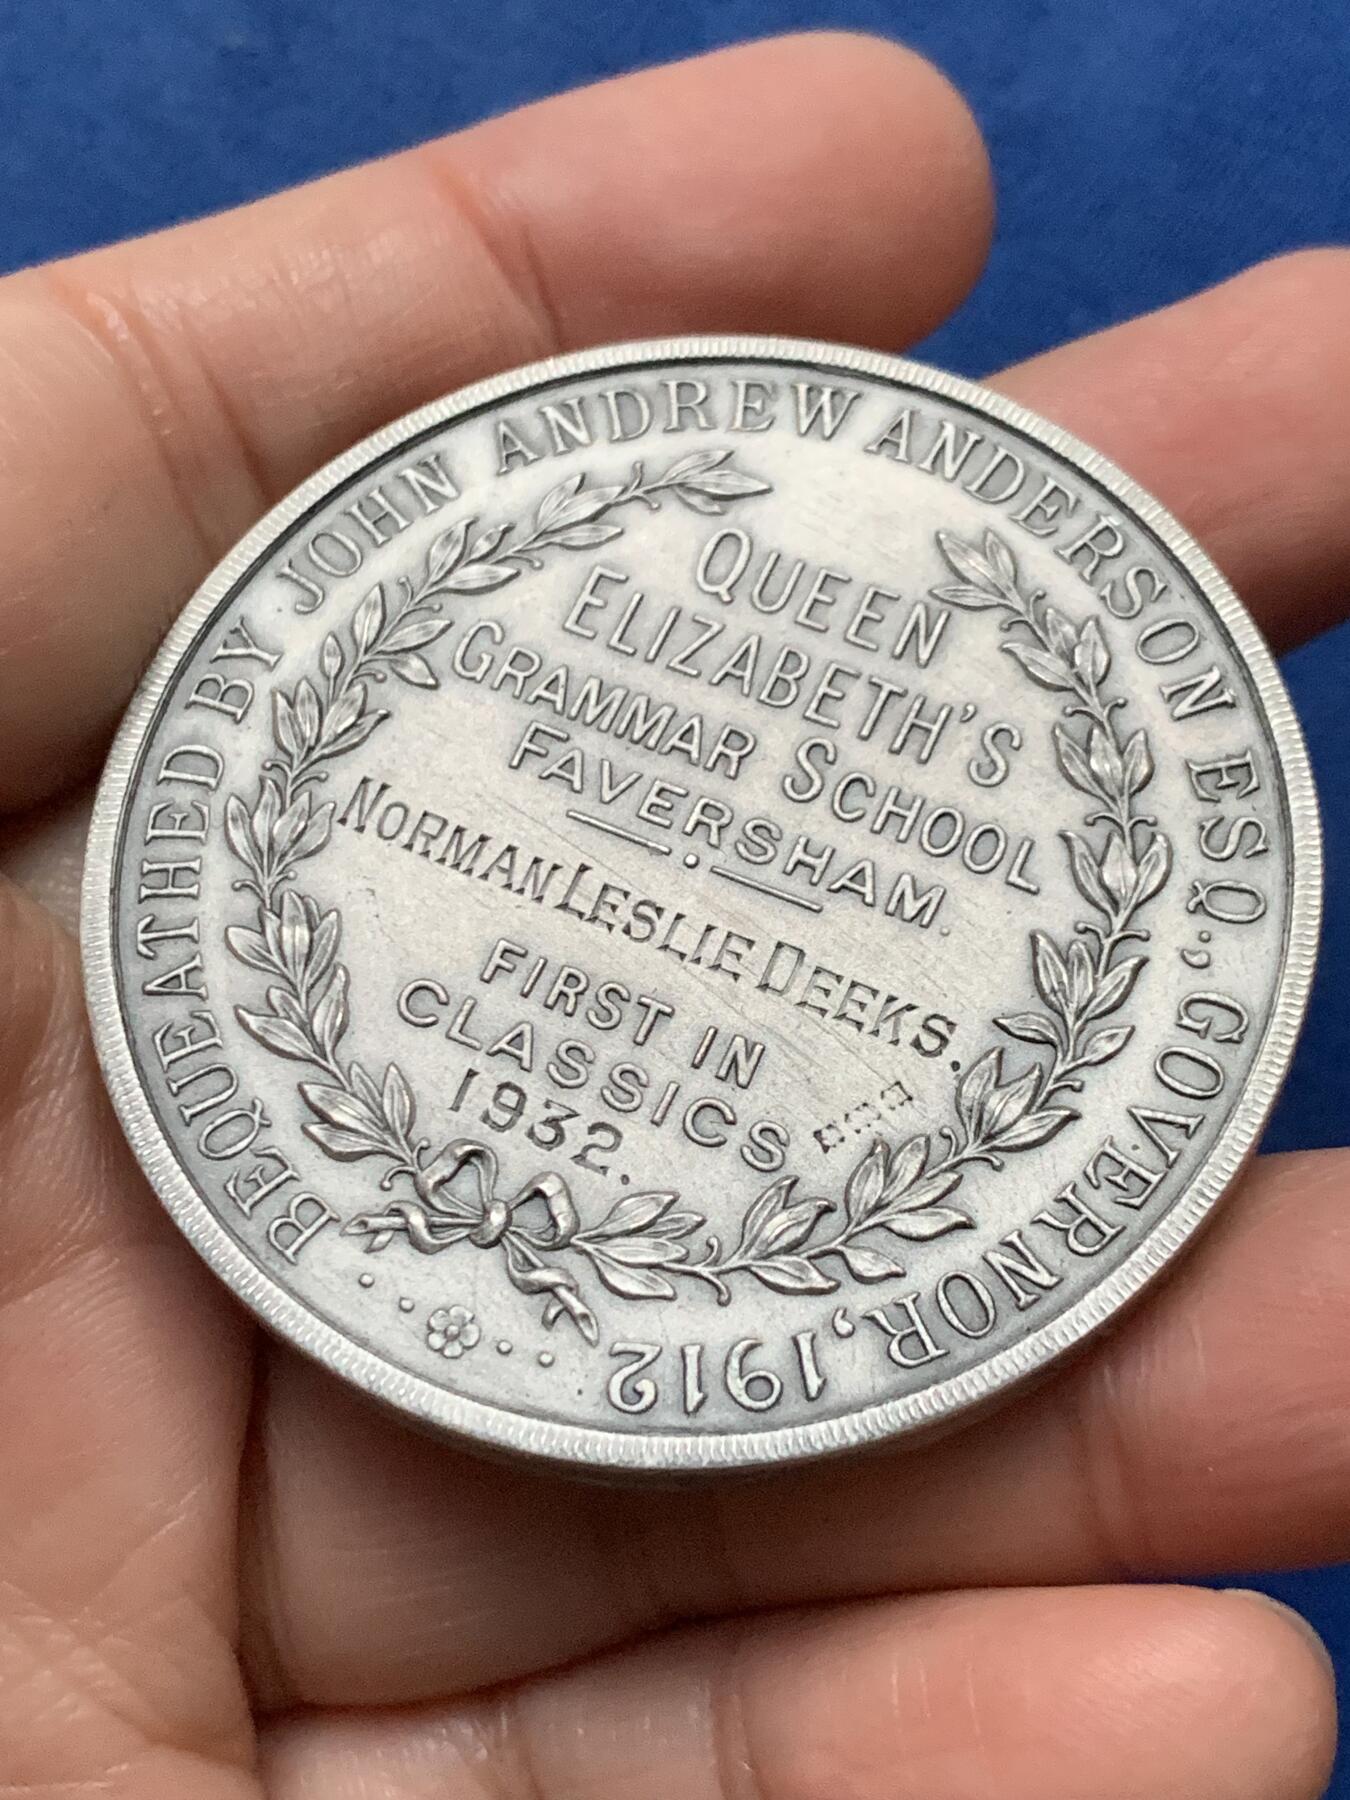 BEQUEATHED BY JOHN ANDREW ANDERSON ESQ., GOVERNOR, 1912
QUEEN
ELIZABETH'S
GRAMMAR SCHOOL
FAVERSHAM.
NORMAN LESLIE DEEKS.
FIRST IN
CLASSICS
1932.